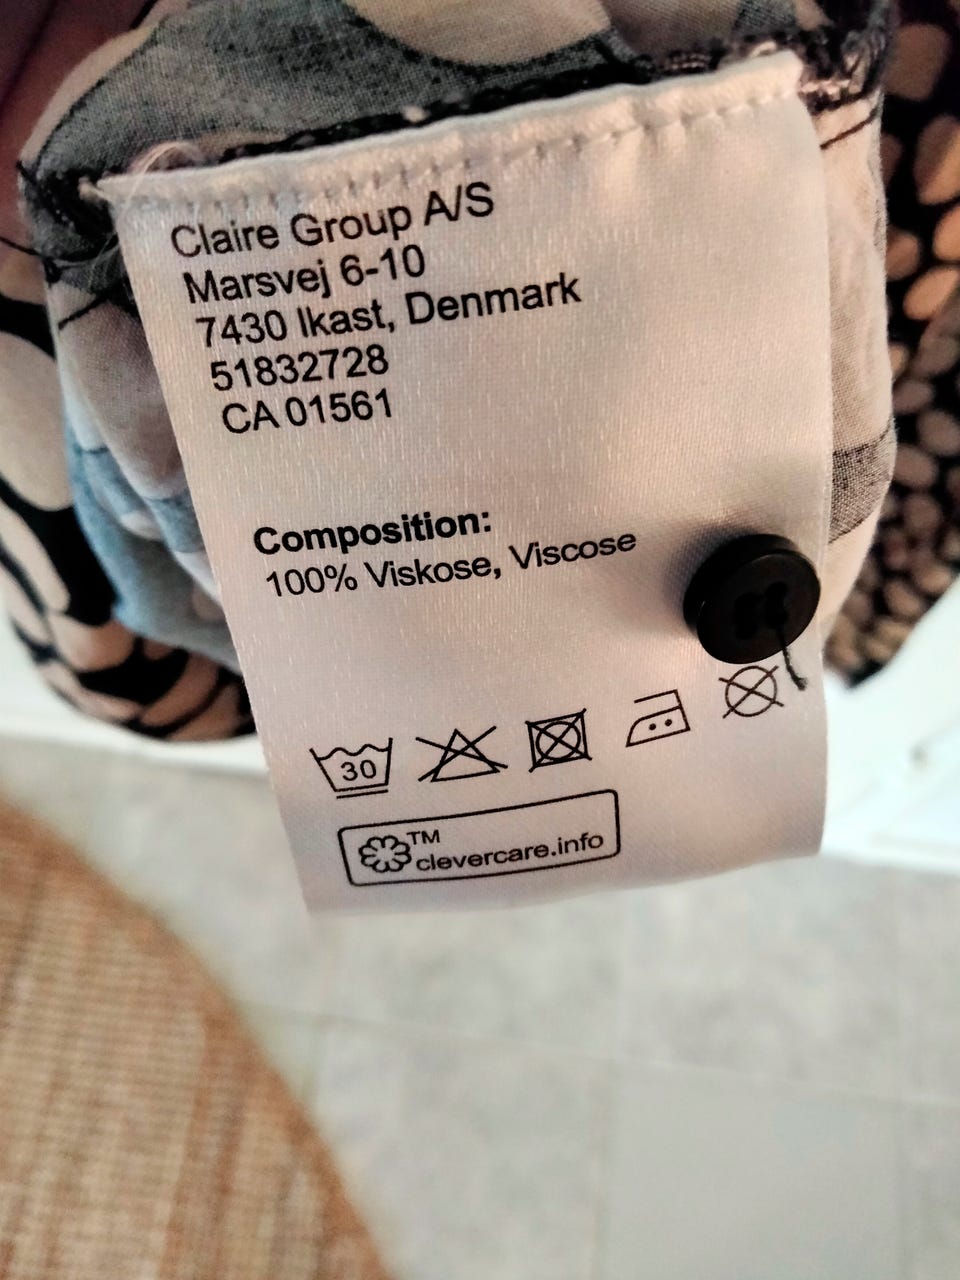 Claire Group A/S
Marsvej 6-10
7430 Ikast, Denmark
51832728
CA 01561
Composition:
100% Viskose, Viscose
30
TM
clevercare.info